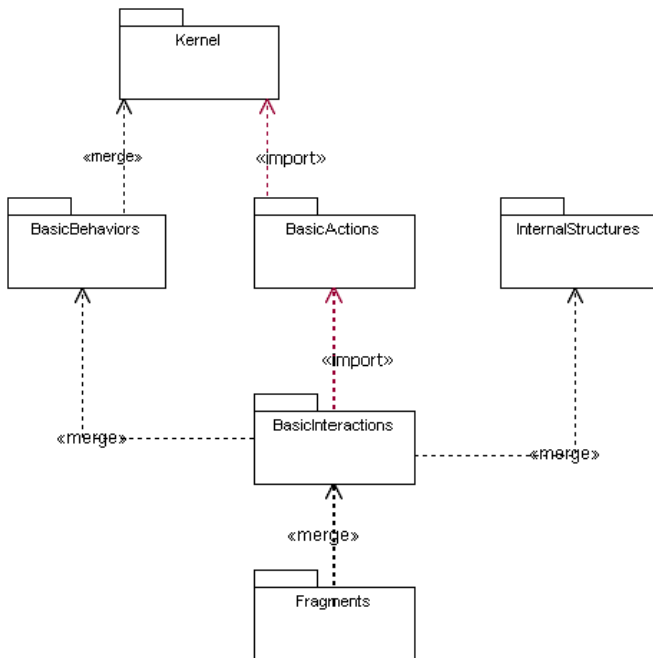 Kernel
«merge»
«import»
BasicBehaviors
BasicActions
InternalStructures
«import»
BasicInteractions
«merge»
«merge»
«merge»
Fragments